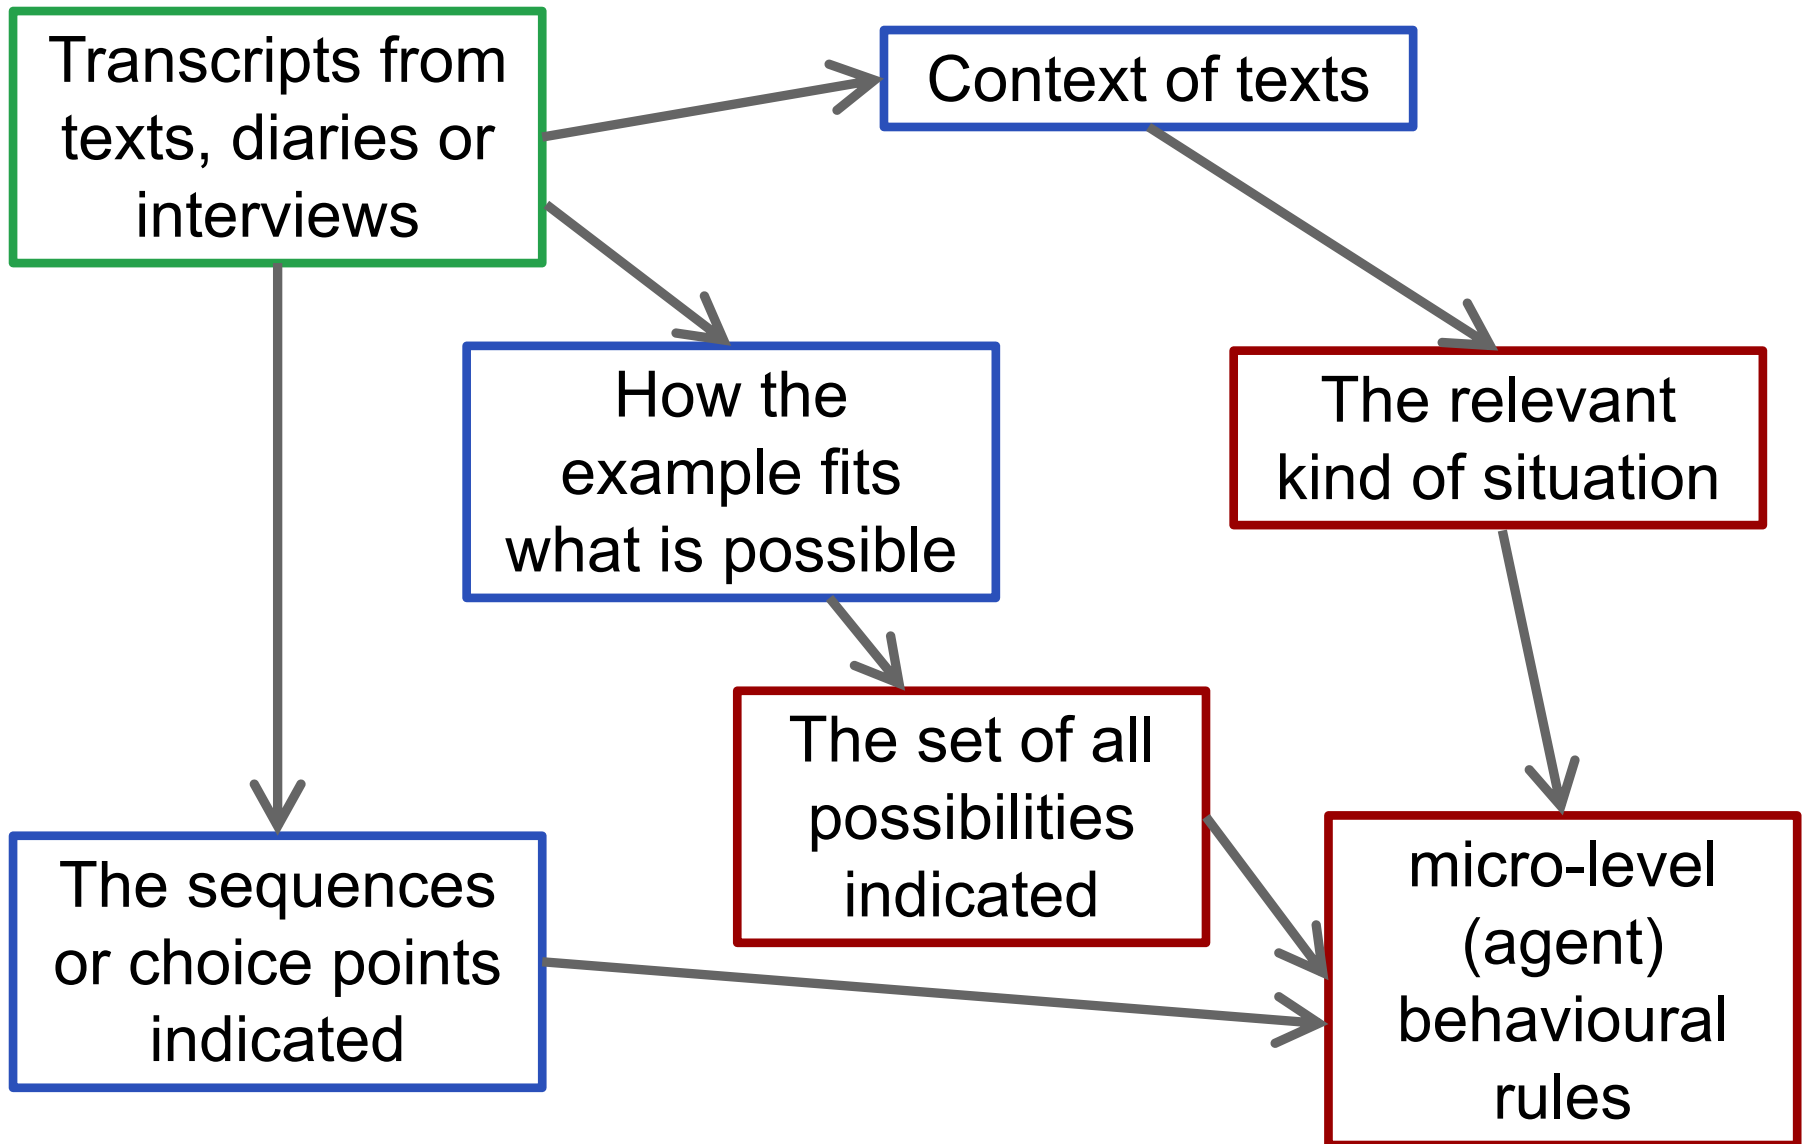 Transcripts from
texts, diaries or
interviews
Context of texts
How the
example fits
what is possible
The relevant
kind of situation
The set of all
possibilities
indicated
The sequences
or choice points
indicated
micro-level
(agent)
behavioural
rules